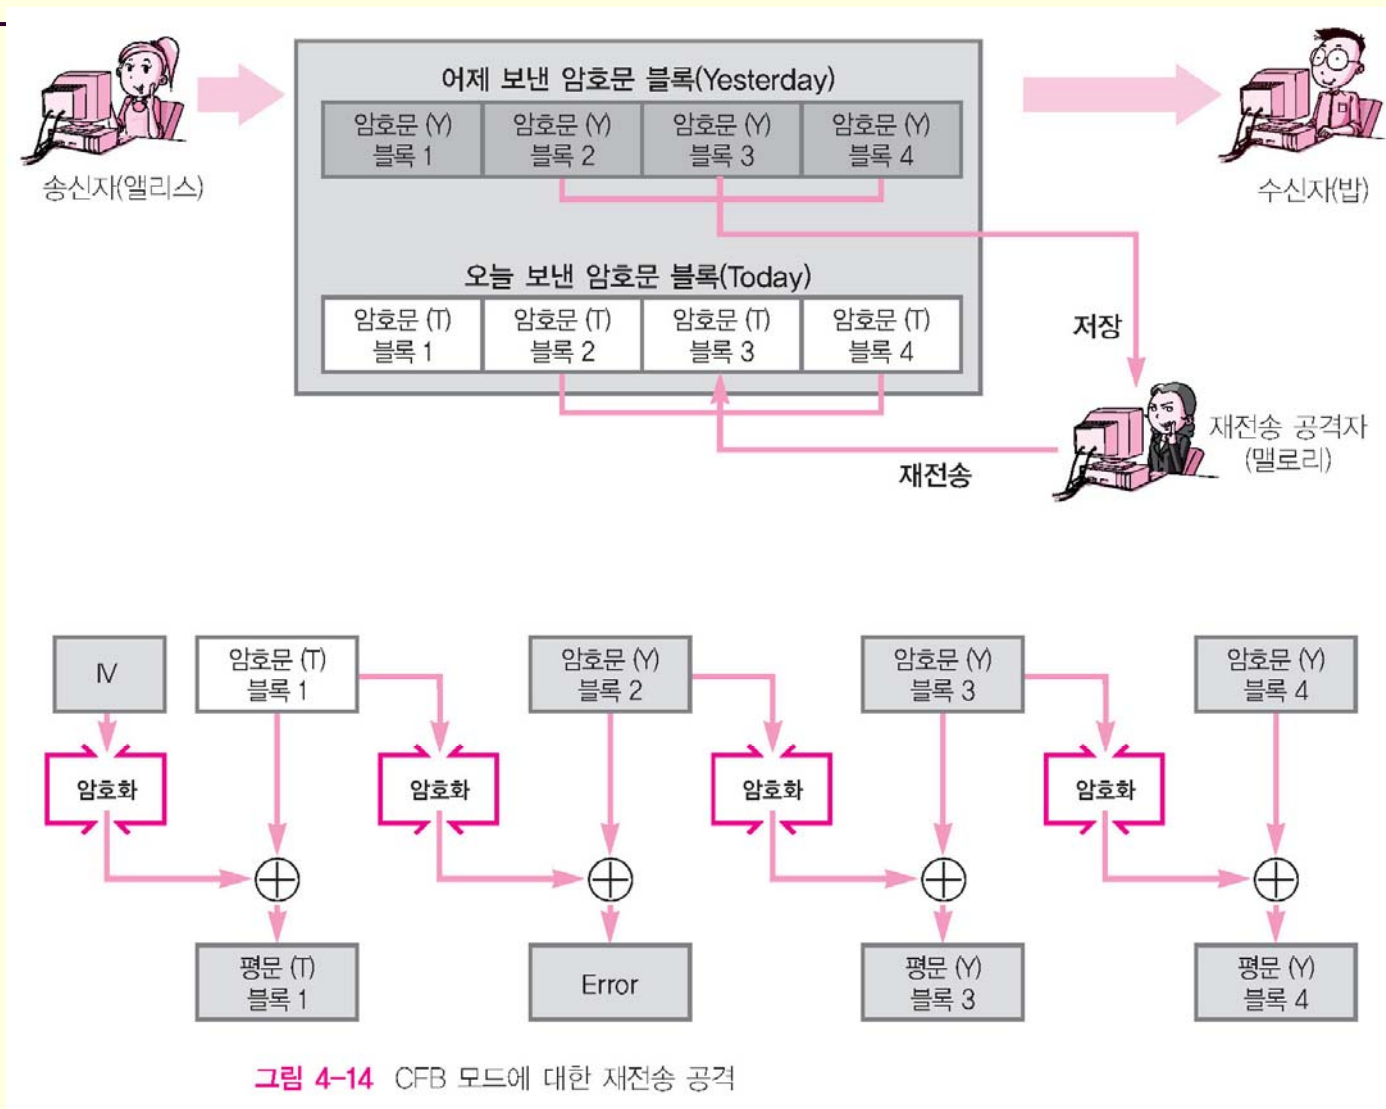 어제 보낸 암호문 블록(Yesterday)
암호문 (Y)
블록 1
암호문 (Y)
블록 2
암호문 (Y)
블록 3
암호문 (Y)
블록 4
송신자(앨리스)
수신자(밥)
오늘 보낸 암호문 블록(Today)
암호문 (T)
블록 1
암호문 (T)
블록 2
암호문 (T)
블록 3
암호문 (T)
블록 4
저장
재전송 공격자
(맬로리)
재전송
IV
암호문 (T)
블록 1
암호문 (Y)
블록 2
암호문 (Y)
블록 3
암호문 (Y)
블록 4
암호화
암호화
암호화
암호화
평문 (T)
블록 1
Error
평문 (Y)
블록 3
평문 (Y)
블록 4
그림 4-14 CFB 모드에 대한 재전송 공격